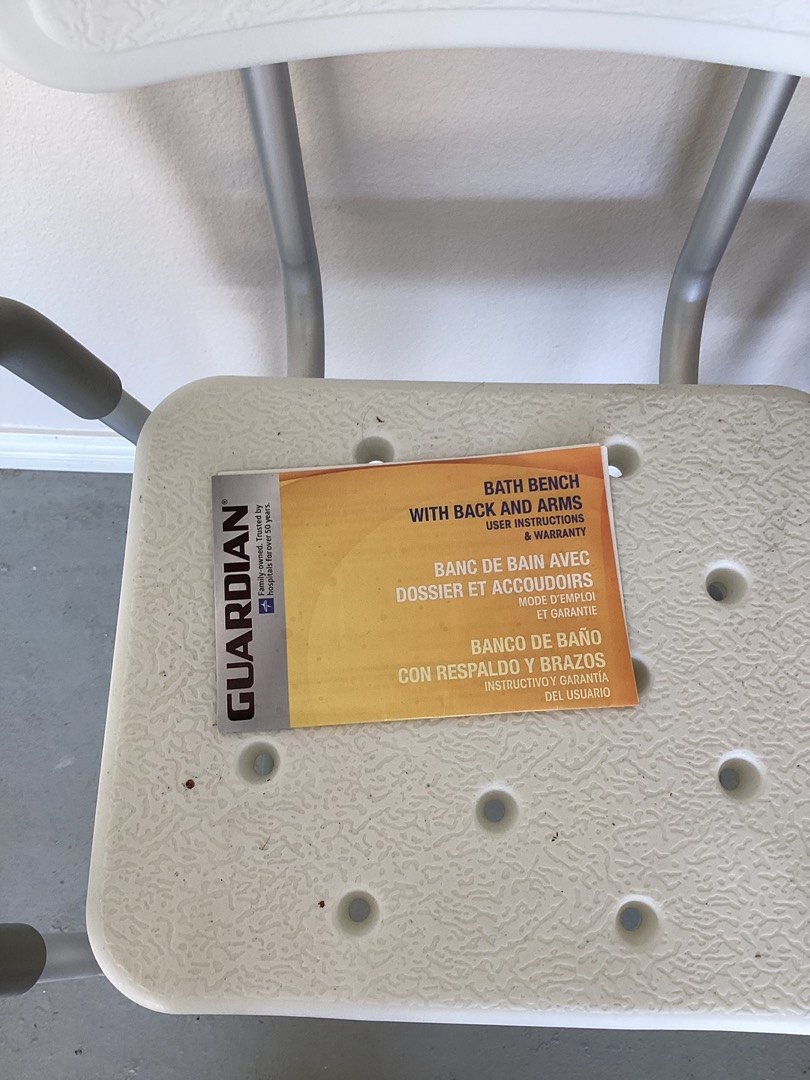 GUARDIAN®
Family-owned. Trusted by
hospitals for over 50 years.
BATH BENCH
WITH BACK AND ARMS
USER INSTRUCTIONS
& WARRANTY
BANC DE BAIN AVEC
DOSSIER ET ACCOUDOIRS
MODE D'EMPLOI
ET GARANTIE
BANCO DE BAÑO
CON RESPALDO Y BRAZOS
INSTRUCTIVO Y GARANTÍA
DEL USUARIO